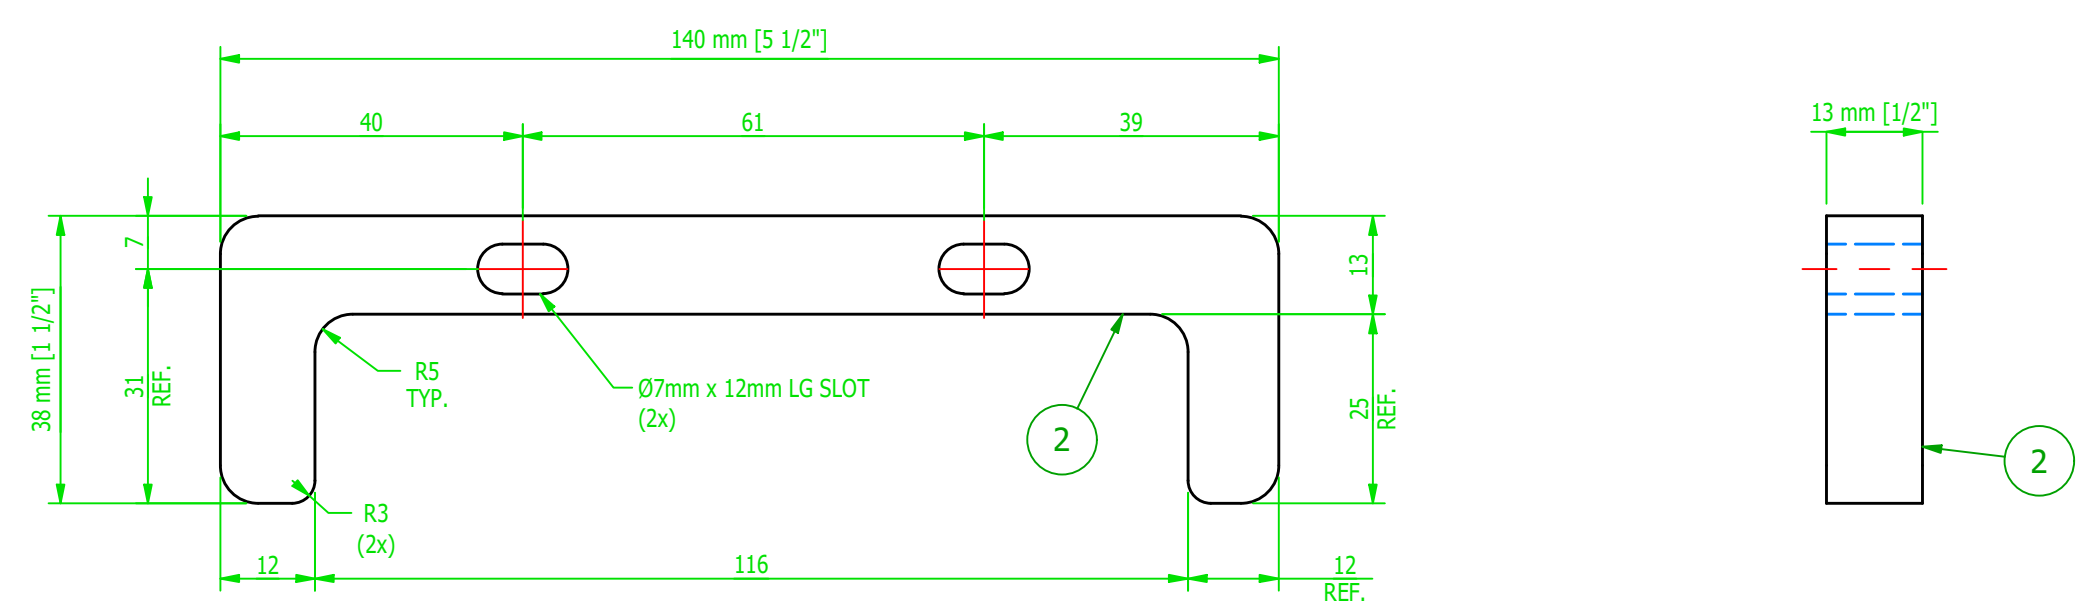 140 mm [5 1/2"]
40
61
39
13 mm [1/2"]
7
13
38 mm [1 1/2"]
31
REF.
R5
TYP.
Ø7mm x 12mm LG SLOT
(2x)
25
REF.
2
2
R3
(2x)
12
116
12
REF.